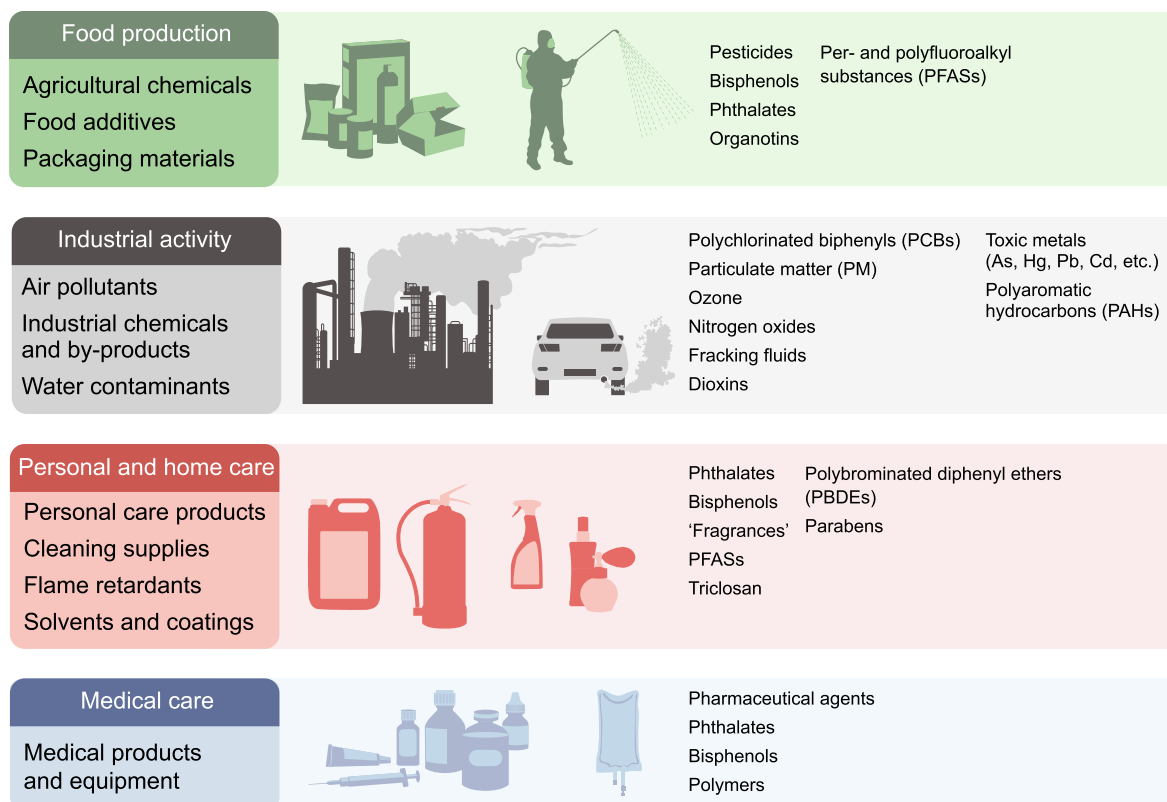 Food production
Agricultural chemicals
Food additives
Packaging materials
Pesticides
Bisphenols
Phthalates
Organotins
Per- and polyfluoroalkyl
substances (PFASs)
Industrial activity
Air pollutants
Industrial chemicals
and by-products
Water contaminants
Polychlorinated biphenyls (PCBs)
Particulate matter (PM)
Ozone
Nitrogen oxides
Fracking fluids
Dioxins
Toxic metals
(As, Hg, Pb, Cd, etc.)
Polyaromatic
hydrocarbons (PAHs)
Personal and home care
Personal care products
Cleaning supplies
Flame retardants
Solvents and coatings
Phthalates
Bisphenols
‘Fragrances’
PFASs
Triclosan
Polybrominated diphenyl ethers
(PBDEs)
Parabens
Medical care
Medical products
and equipment
Pharmaceutical agents
Phthalates
Bisphenols
Polymers